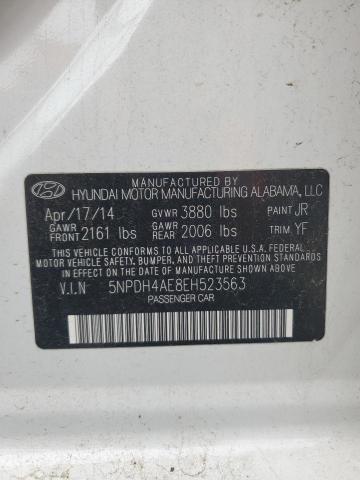 MFD BY
HYUNDAI MOTOR MANUFACTURING ALABAMA, LLC
Apr/17/14 GVWR 3880 lbs PAINT JR
GAWR FRONT 2161 lbs GAWR REAR 2006 lbs TRIM YF
THIS VEHICLE CONFORMS TO ALL APPLICABLE U.S.A. FEDERAL
MOTOR VEHICLE SAFETY, BUMPER, AND THEFT PREVENTION
STANDARDS IN EFFECT ON THE DATE OF MANUFACTURE SHOWN ABOVE.
V.I.N 5NPDH4AE8EH523563
PASSENGER CAR